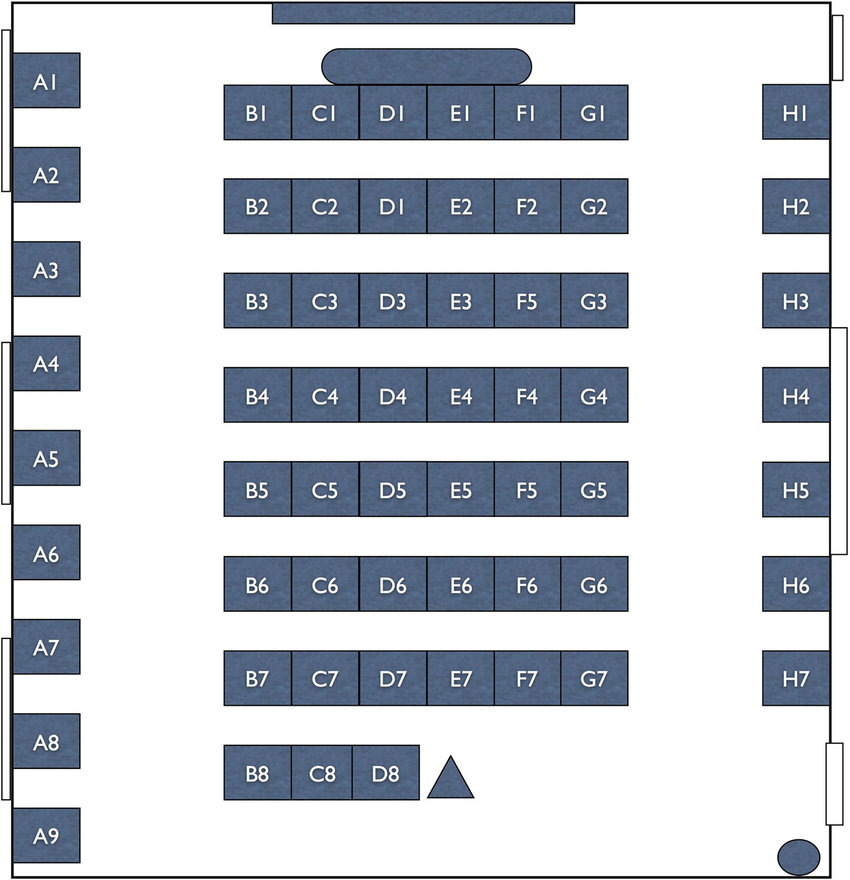 A1
B1 C1 D1 E1 F1 G1 H1
A2
B2 C2 D1 E2 F2 G2 H2
A3
B3 C3 D3 E3 F5 G3 H3
A4
B4 C4 D4 E4 F4 G4 H4
A5
B5 C5 D5 E5 F5 G5 H5
A6
B6 C6 D6 E6 F6 G6 H6
A7
B7 C7 D7 E7 F7 G7 H7
A8
B8 C8 D8
A9